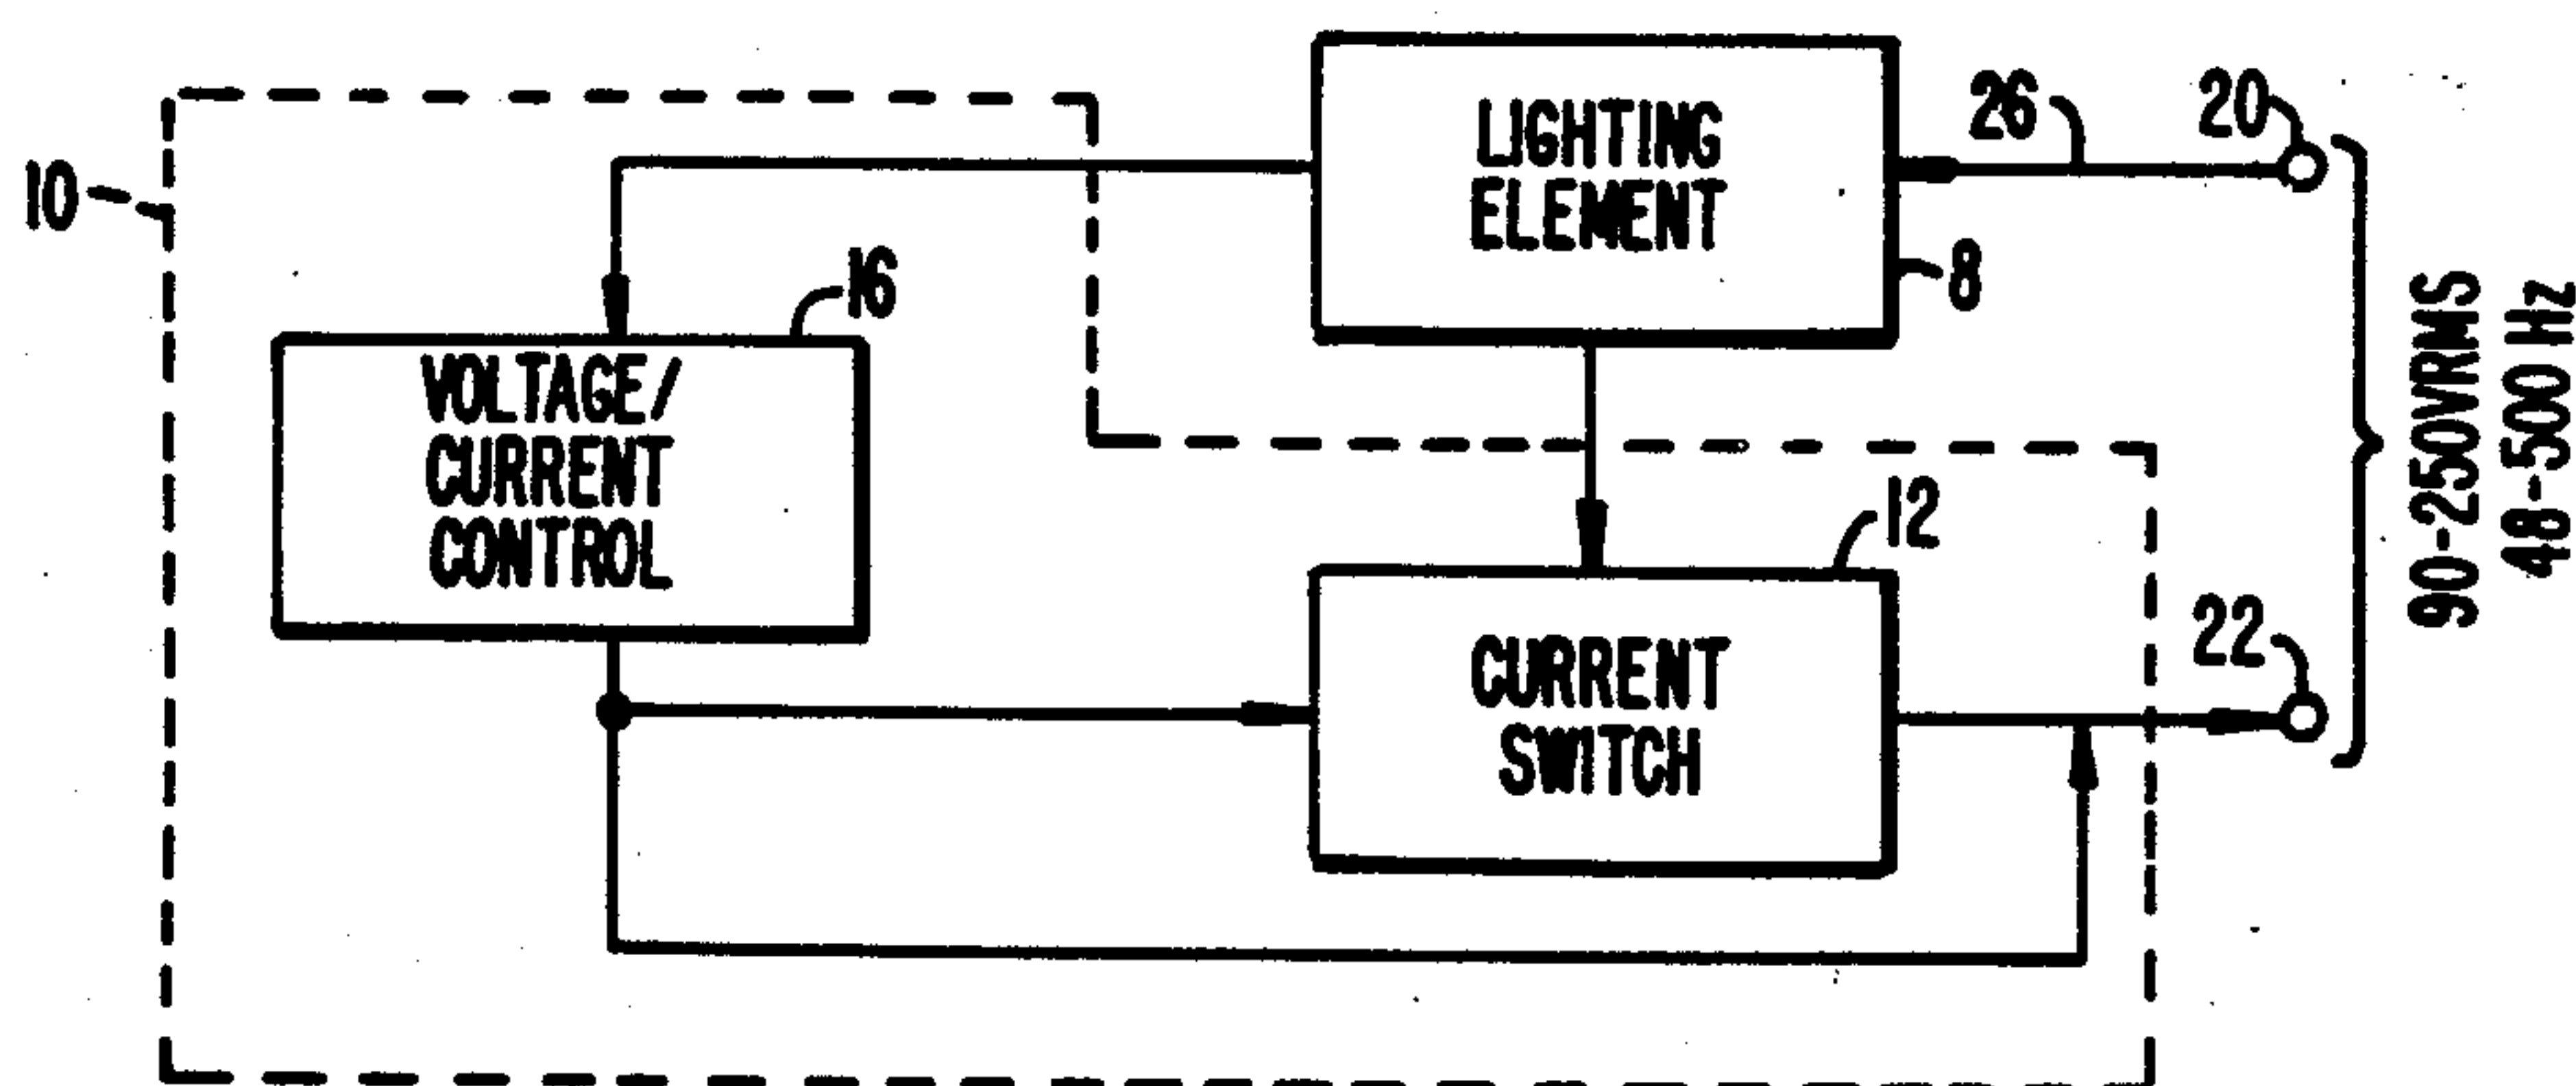 10
16
VOLTAGE/
CURRENT
CONTROL
LIGHTING
ELEMENT
8
26
20
12
CURRENT
SWITCH
22
90-250VRMS
48-500 Hz